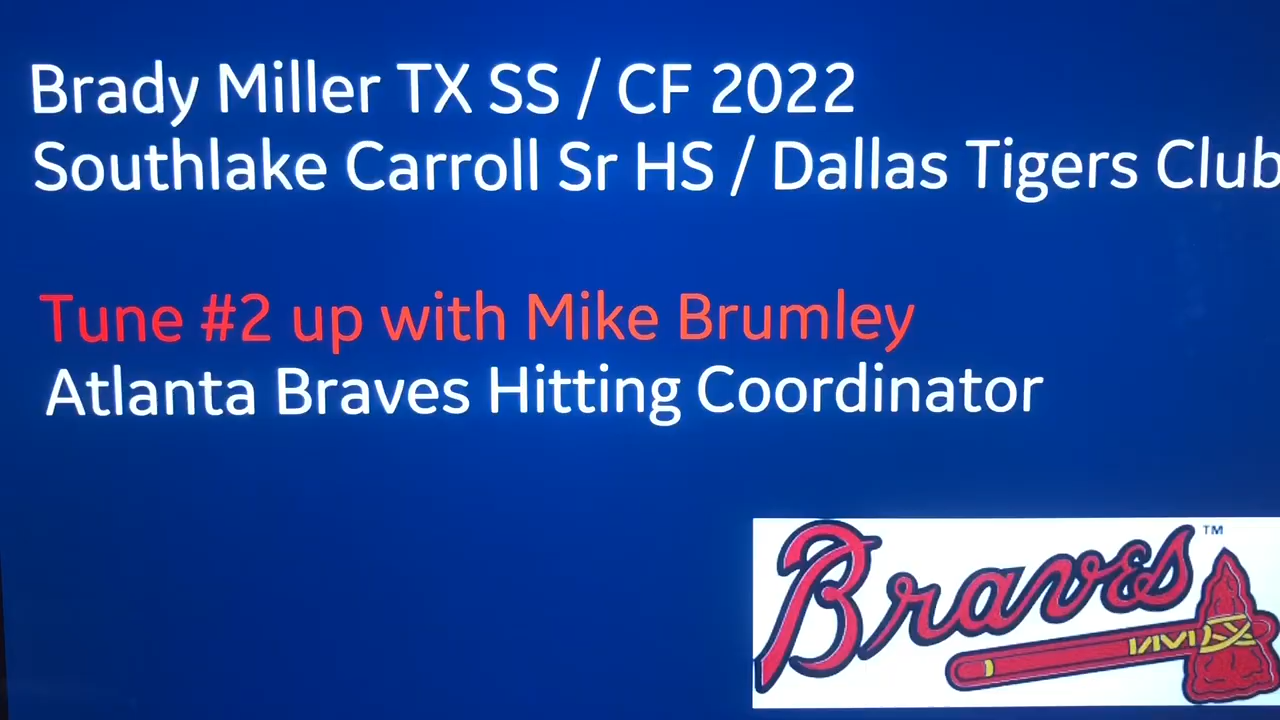 Brady Miller TX SS / CF 2022
Southlake Carroll Sr HS / Dallas Tigers Club
Tune #2 up with Mike Brumley
Atlanta Braves Hitting Coordinator
Braves™